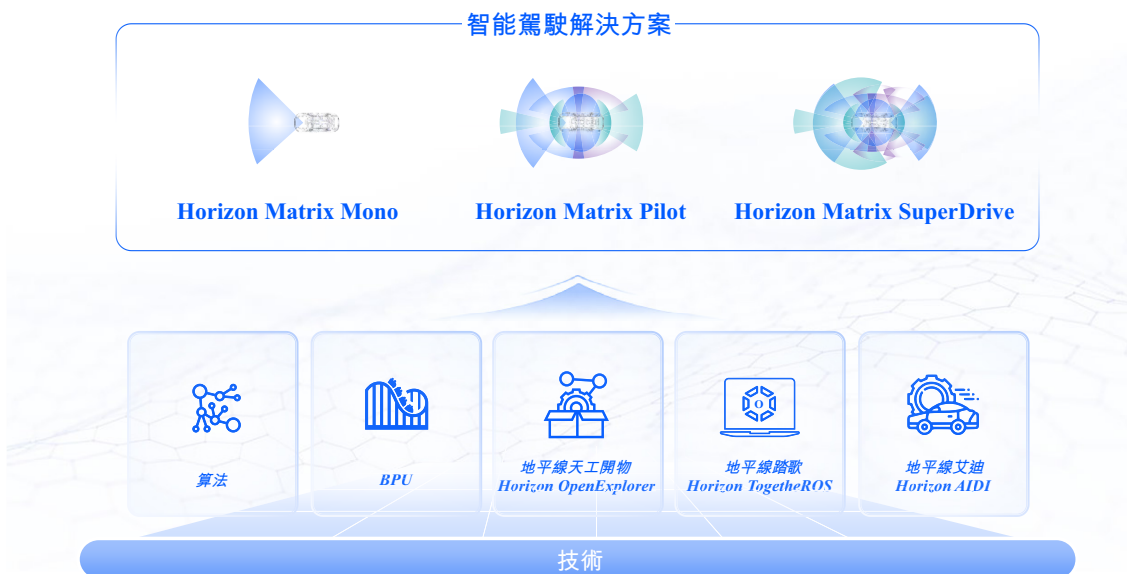 智能駕駛解決方案
Horizon Matrix Mono
Horizon Matrix Pilot
Horizon Matrix SuperDrive
算法
BPU
地平線天工開物
Horizon OpenExplorer
地平線踏歌
Horizon TogetheROS
地平線艾迪
Horizon AIDI
技術